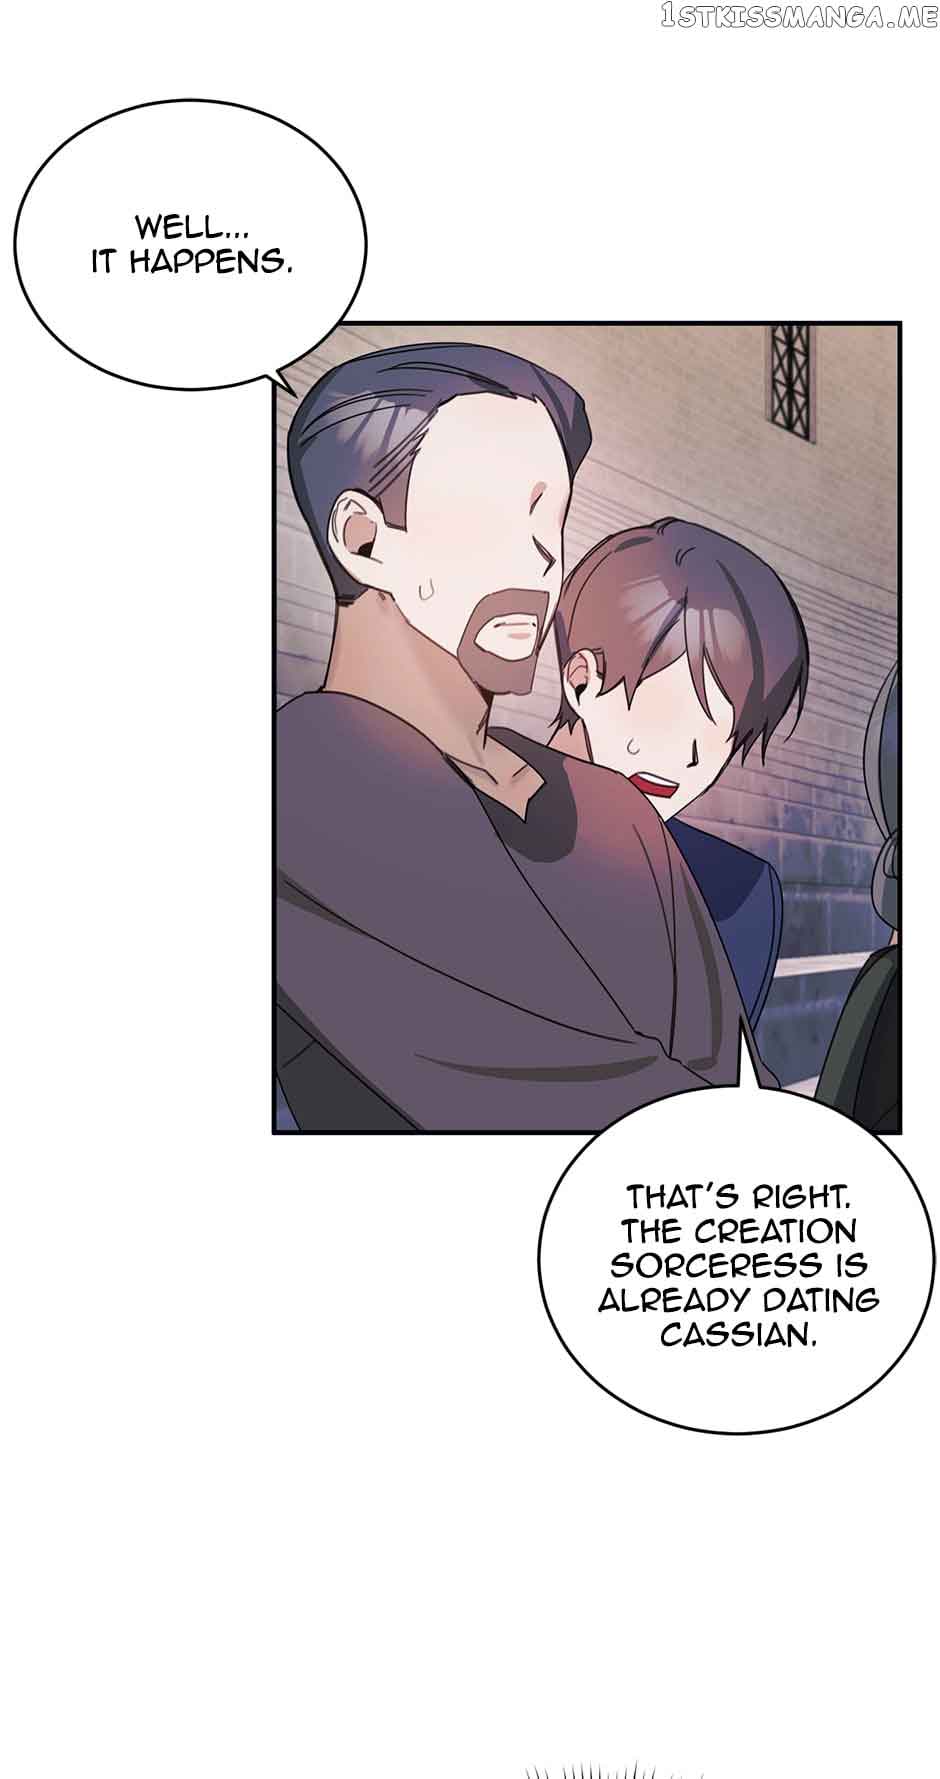 1STKISSMANGA.ME
WELL...
IT HAPPENS.
THAT'S RIGHT.
THE CREATION
SORCERESS IS
ALREADY DATING
CASSIAN.